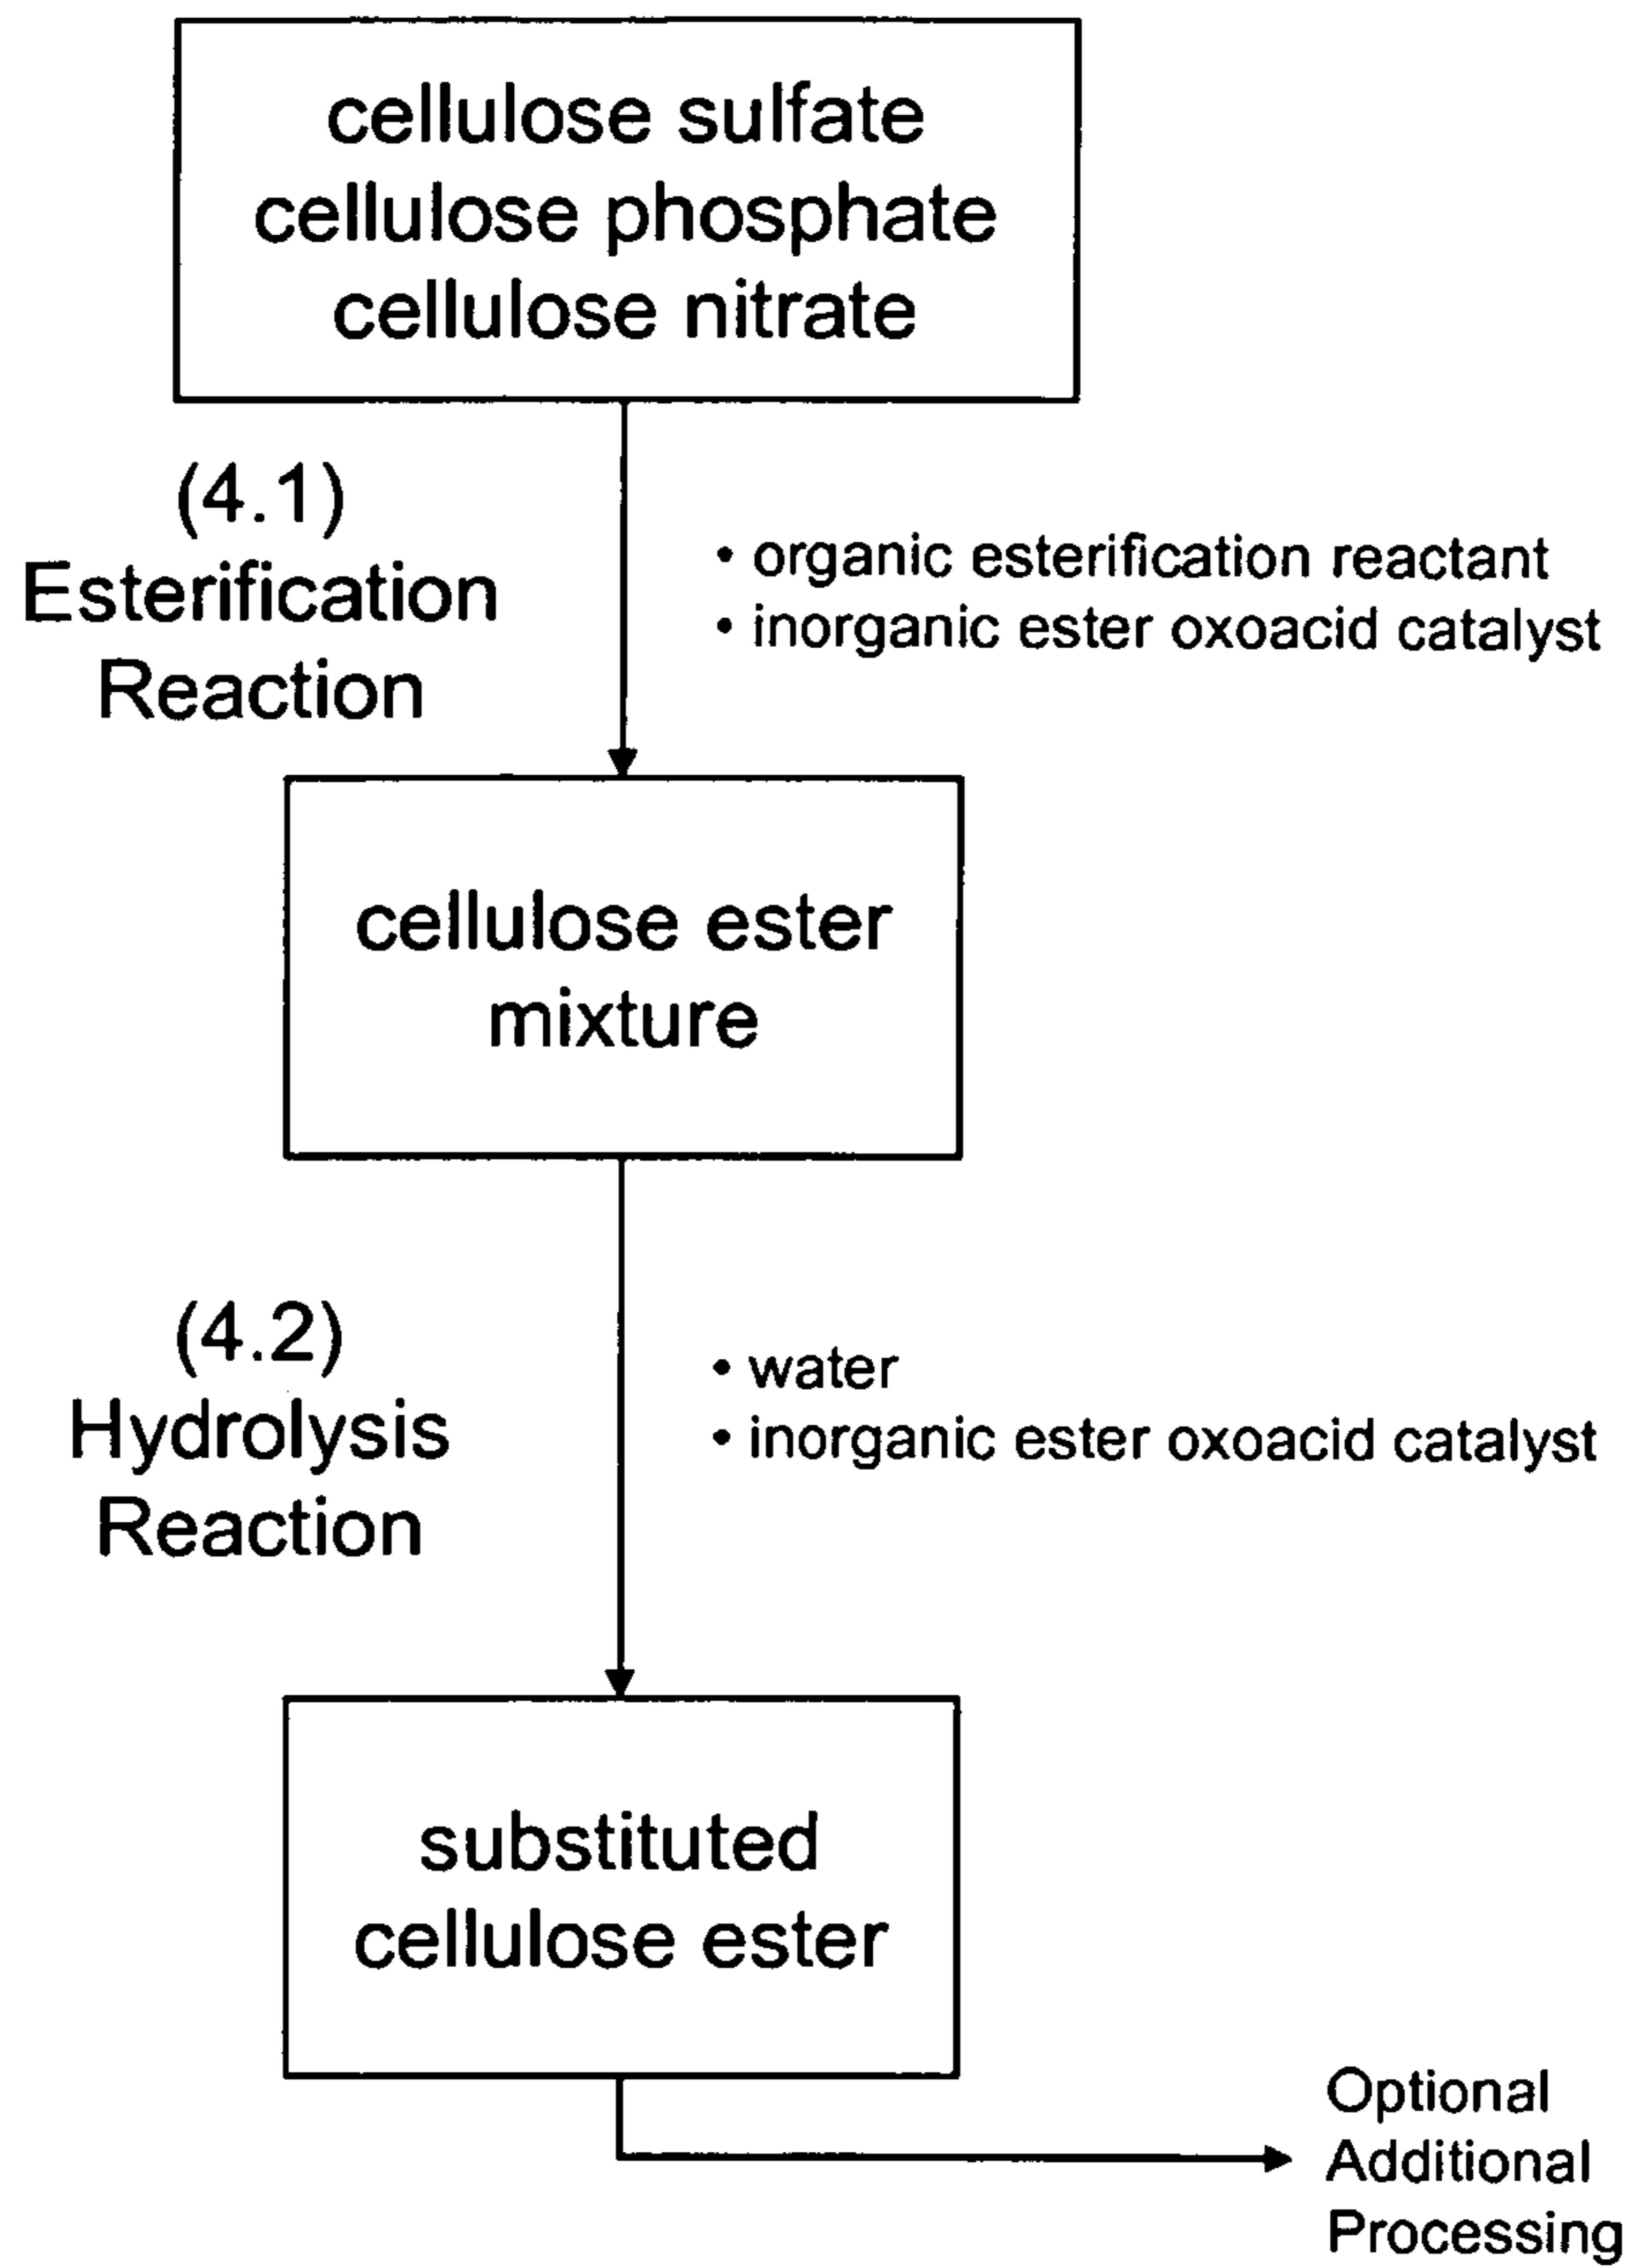 cellulose sulfate
cellulose phosphate
cellulose nitrate
(4.1)
Esterification
Reaction
• organic esterification reactant
• inorganic ester oxoacid catalyst
cellulose ester
mixture
(4.2)
Hydrolysis
Reaction
• water
• inorganic ester oxoacid catalyst
substituted
cellulose ester
Optional
Additional
Processing